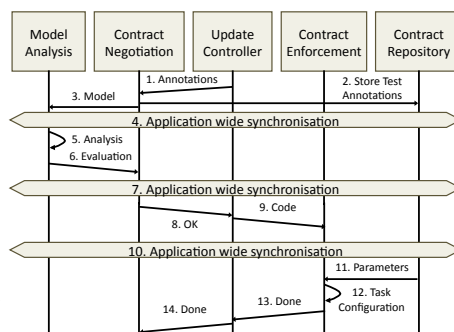 Model
Analysis
Contract
Negotiation
Update
Controller
Contract
Enforcement
Contract
Repository
1. Annotations
2. Store Test
Annotations
3. Model
4. Application wide synchronisation
5. Analysis
6. Evaluation
7. Application wide synchronisation
8. OK
9. Code
10. Application wide synchronisation
11. Parameters
12. Task
Configuration
13. Done
14. Done